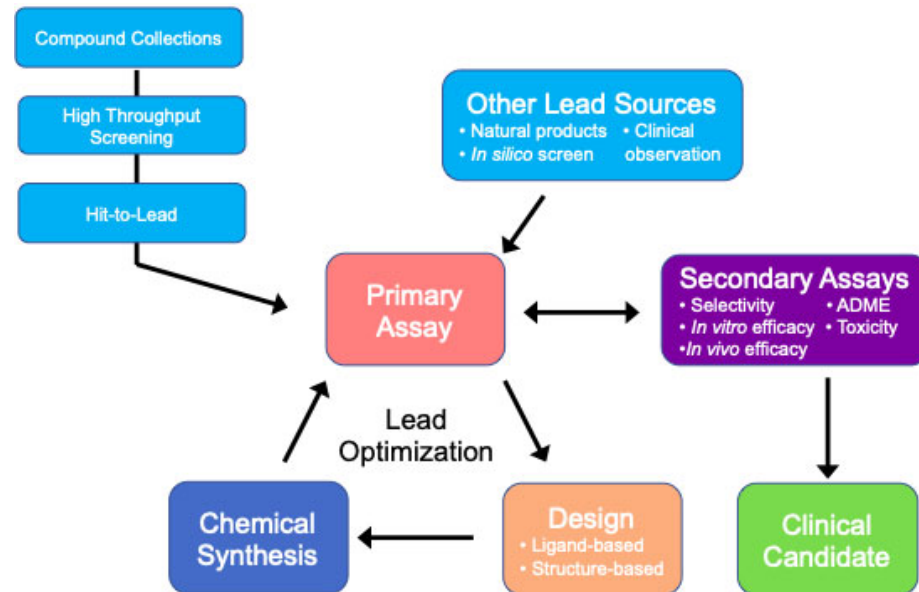 Compound Collections
High Throughput
Screening
Hit-to-Lead
Other Lead Sources
• Natural products • Clinical
• In silico screen observation
Primary
Assay
Secondary Assays
• Selectivity • ADME
• In vitro efficacy • Toxicity
•In vivo efficacy
Lead
Optimization
Chemical
Synthesis
Design
• Ligand-based
• Structure-based
Clinical
Candidate